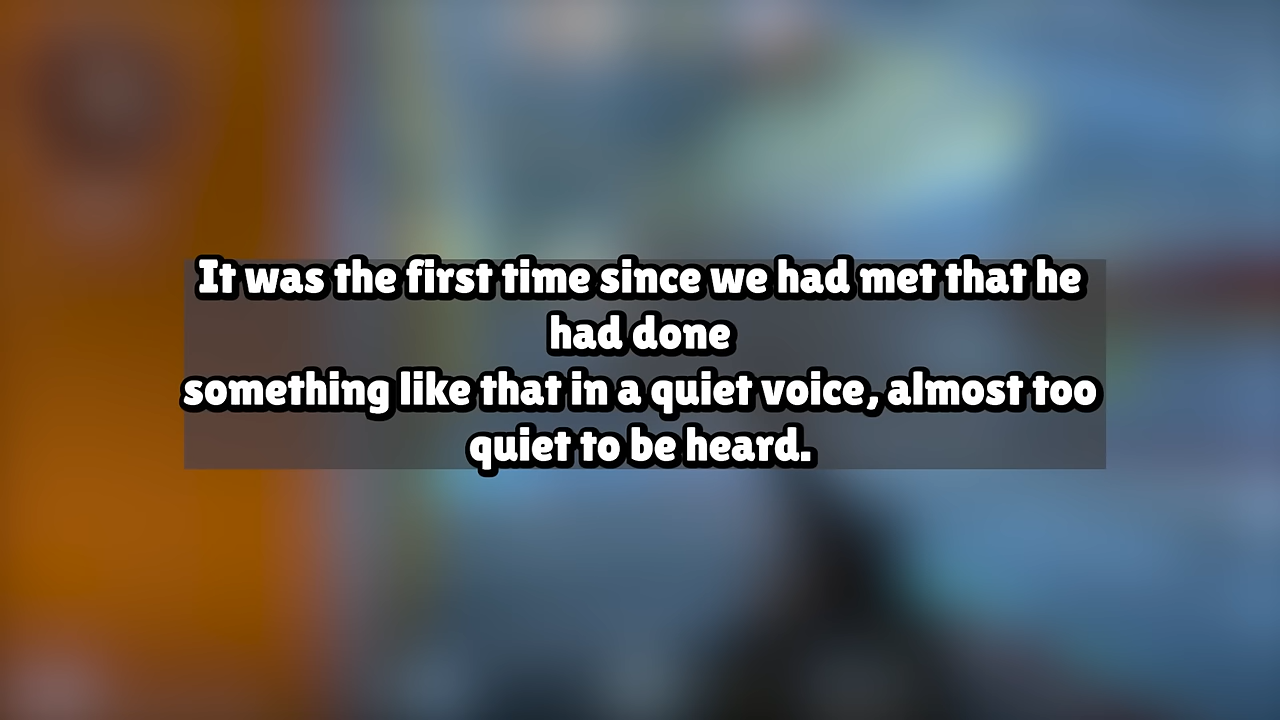 It was the first time since we had met that he
had done
something like that in a quiet voice, almost too
quiet to be heard.